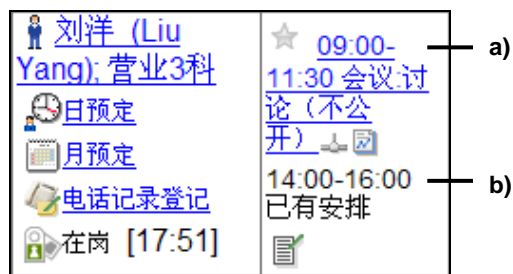 刘洋 (Liu
Yang); 营业3科
日预定
月预定
电话记录登记
在岗 [17:51]
09:00-
11:30 会议:讨
论（不公
开）
14:00-16:00
已有安排
a)
b)